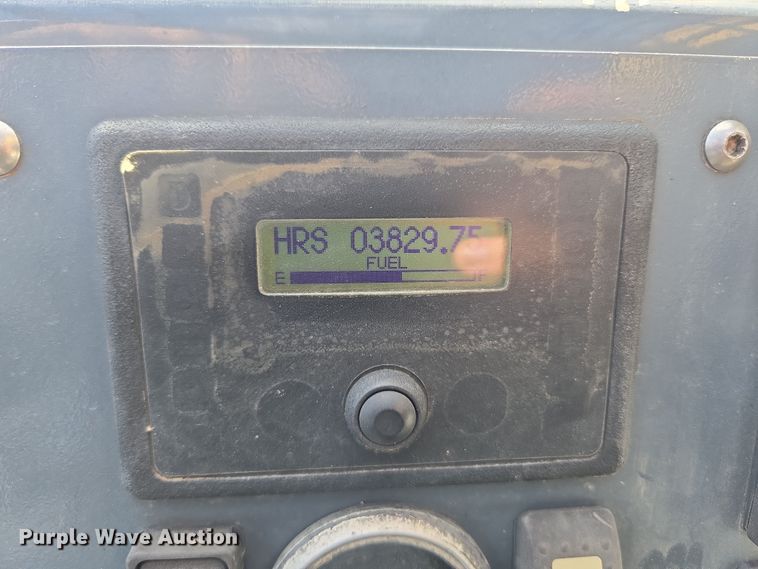 HRS 03829.75
FUEL
E F
Purple Wave Auction